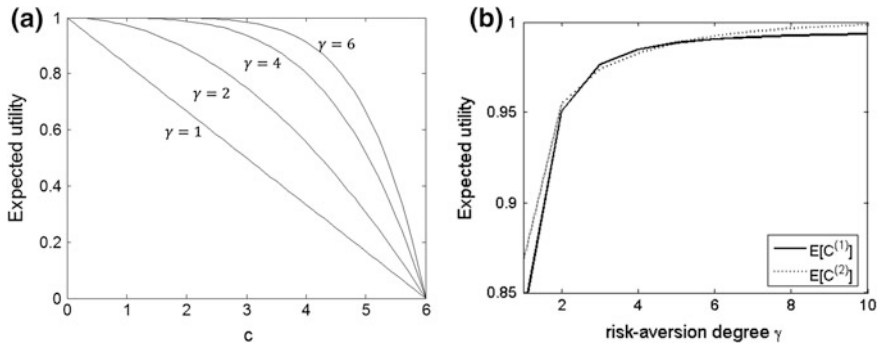 (a)
1
0.8
0.6
0.4
0.2
0
Expected utility
γ = 6
γ = 4
γ = 2
γ = 1
0 1 2 3 4 5 6
c
(b)
1
0.95
0.9
0.85
Expected utility
E[C^(1)]
E[C^(2)]
2 4 6 8 10
risk-aversion degree γ